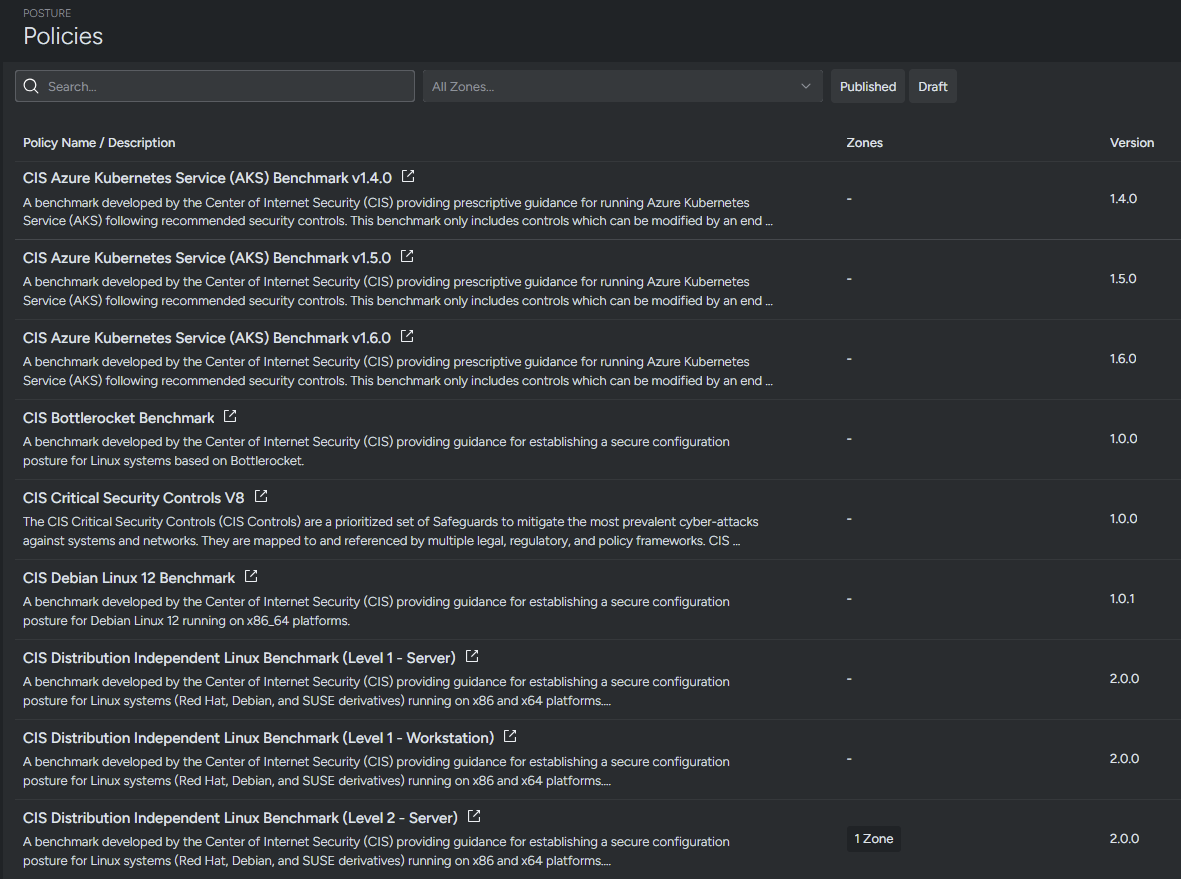 POSTURE
Policies
Search...
All Zones...
Published
Draft
Policy Name / Description
Zones
Version
CIS Azure Kubernetes Service (AKS) Benchmark v1.4.0
A benchmark developed by the Center of Internet Security (CIS) providing prescriptive guidance for running Azure Kubernetes
Service (AKS) following recommended security controls. This benchmark only includes controls which can be modified by an end ...
-
1.4.0
CIS Azure Kubernetes Service (AKS) Benchmark v1.5.0
A benchmark developed by the Center of Internet Security (CIS) providing prescriptive guidance for running Azure Kubernetes
Service (AKS) following recommended security controls. This benchmark only includes controls which can be modified by an end ...
-
1.5.0
CIS Azure Kubernetes Service (AKS) Benchmark v1.6.0
A benchmark developed by the Center of Internet Security (CIS) providing prescriptive guidance for running Azure Kubernetes
Service (AKS) following recommended security controls. This benchmark only includes controls which can be modified by an end ...
-
1.6.0
CIS Bottlerocket Benchmark
A benchmark developed by the Center of Internet Security (CIS) providing guidance for establishing a secure configuration
posture for Linux systems based on Bottlerocket.
-
1.0.0
CIS Critical Security Controls V8
The CIS Critical Security Controls (CIS Controls) are a prioritized set of Safeguards to mitigate the most prevalent cyber-attacks
against systems and networks. They are mapped to and referenced by multiple legal, regulatory, and policy frameworks. CIS ...
-
1.0.0
CIS Debian Linux 12 Benchmark
A benchmark developed by the Center of Internet Security (CIS) providing guidance for establishing a secure configuration
posture for Debian Linux 12 running on x86_64 platforms.
-
1.0.1
CIS Distribution Independent Linux Benchmark (Level 1 - Server)
A benchmark developed by the Center of Internet Security (CIS) providing guidance for establishing a secure configuration
posture for Linux systems (Red Hat, Debian, and SUSE derivatives) running on x86 and x64 platforms....
-
2.0.0
CIS Distribution Independent Linux Benchmark (Level 1 - Workstation)
A benchmark developed by the Center of Internet Security (CIS) providing guidance for establishing a secure configuration
posture for Linux systems (Red Hat, Debian, and SUSE derivatives) running on x86 and x64 platforms....
-
2.0.0
CIS Distribution Independent Linux Benchmark (Level 2 - Server)
A benchmark developed by the Center of Internet Security (CIS) providing guidance for establishing a secure configuration
posture for Linux systems (Red Hat, Debian, and SUSE derivatives) running on x86 and x64 platforms....
1 Zone
2.0.0